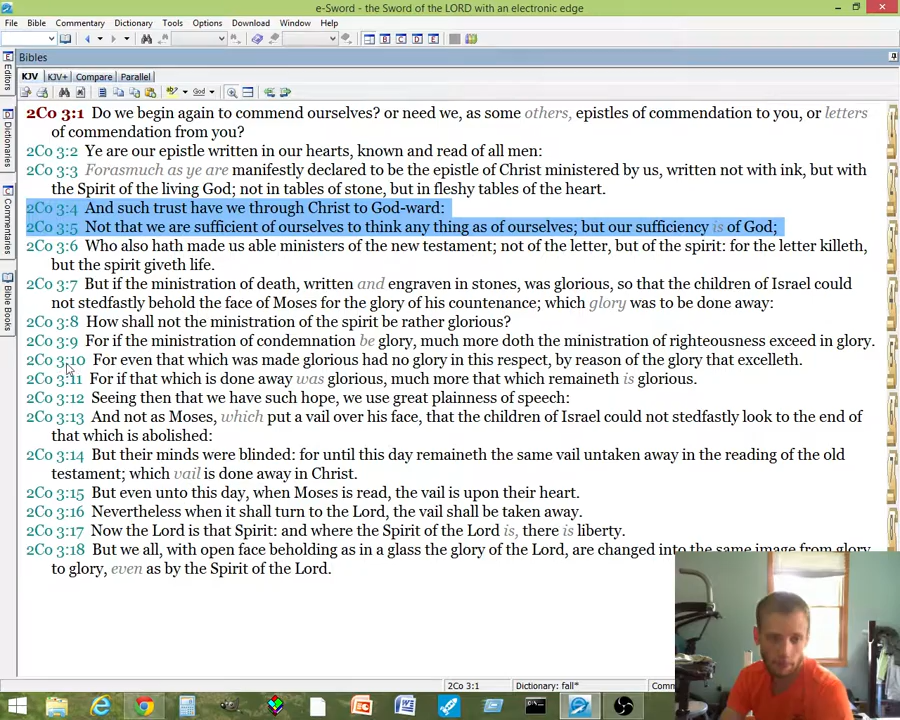 e-Sword - the Sword of the LORD with an electronic edge
File Bible Commentary Dictionary Tools Options Download Window Help
B C D E
Bibles
KJV KJV+ Compare Parallel
Editors
Dictionaries
Commentaries
Bible Books
2Co 3:1 Do we begin again to commend ourselves? or need we, as some others, epistles of commendation to you, or letters
of commendation from you?
2Co 3:2 Ye are our epistle written in our hearts, known and read of all men:
2Co 3:3 Forasmuch as ye are manifestly declared to be the epistle of Christ ministered by us, written not with ink, but with
the Spirit of the living God; not in tables of stone, but in fleshy tables of the heart.
2Co 3:4 And such trust have we through Christ to God-ward:
2Co 3:5 Not that we are sufficient of ourselves to think any thing as of ourselves; but our sufficiency is of God;
2Co 3:6 Who also hath made us able ministers of the new testament; not of the letter, but of the spirit: for the letter killeth,
but the spirit giveth life.
2Co 3:7 But if the ministration of death, written and engraven in stones, was glorious, so that the children of Israel could
not stedfastly behold the face of Moses for the glory of his countenance; which glory was to be done away:
2Co 3:8 How shall not the ministration of the spirit be rather glorious?
2Co 3:9 For if the ministration of condemnation be glory, much more doth the ministration of righteousness exceed in glory.
2Co 3:10 For even that which was made glorious had no glory in this respect, by reason of the glory that excelleth.
2Co 3:11 For if that which is done away was glorious, much more that which remaineth is glorious.
2Co 3:12 Seeing then that we have such hope, we use great plainness of speech:
2Co 3:13 And not as Moses, which put a vail over his face, that the children of Israel could not stedfastly look to the end of
that which is abolished:
2Co 3:14 But their minds were blinded: for until this day remaineth the same vail untaken away in the reading of the old
testament; which vail is done away in Christ.
2Co 3:15 But even unto this day, when Moses is read, the vail is upon their heart.
2Co 3:16 Nevertheless when it shall turn to the Lord, the vail shall be taken away.
2Co 3:17 Now the Lord is that Spirit: and where the Spirit of the Lord is, there is liberty.
2Co 3:18 But we all, with open face beholding as in a glass the glory of the Lord, are changed into the same image from glory
to glory, even as by the Spirit of the Lord.
2Co 3:1 Dictionary: fall* Comm